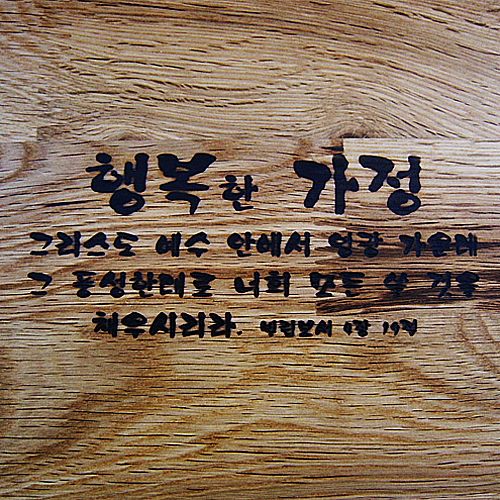 행복한 가정
그리스도 예수 안에서 영광 가운데
그 풍성한대로 너희 모든 쓸 것을
채우시리라. 빌립보서 4장 19절